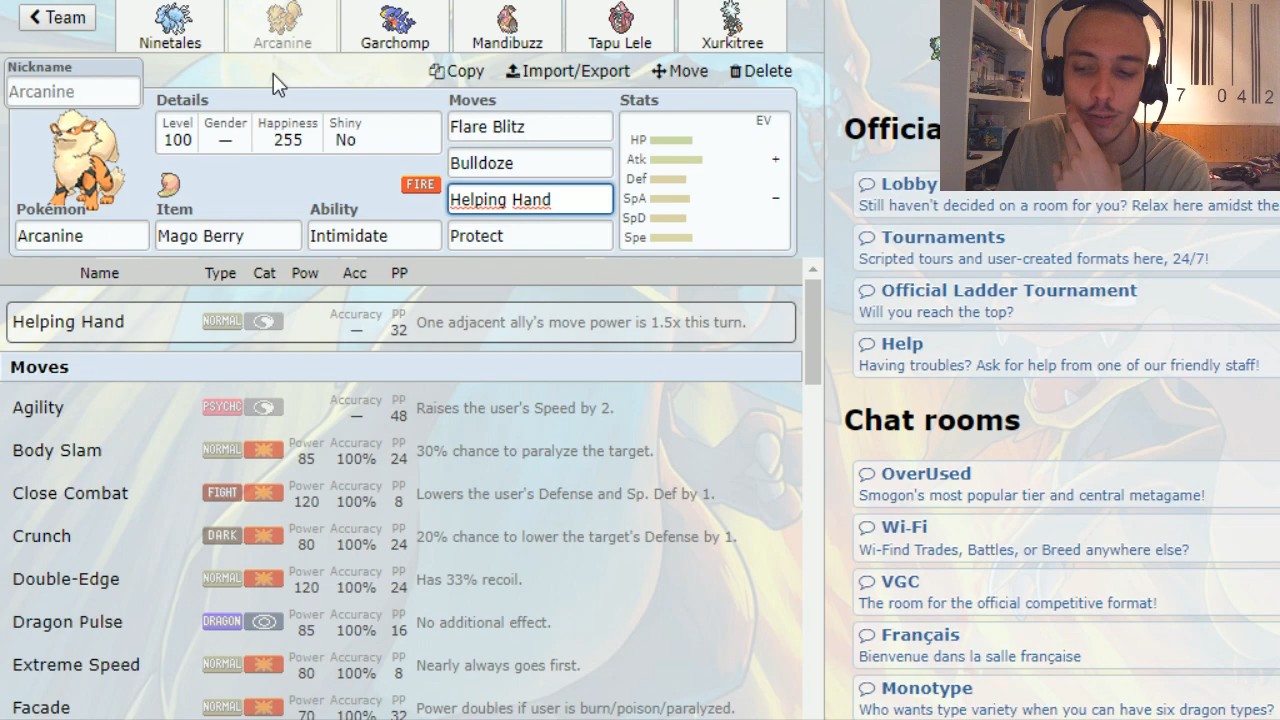 Team
Ninetales
Arcanine
Garchomp
Mandibuzz
Tapu Lele
Xurkitree
Nickname
Arcanine
Copy
Import/Export
Move
Delete
Details
Moves
Stats
Level
100
Gender
—
Happiness
255
Shiny
No
Flare Blitz
Bulldoze
Helping Hand
Protect
EV
HP
Atk +
Def
SpA −
SpD
Spe
FIRE
Pokémon
Arcanine
Item
Mago Berry
Ability
Intimidate
Name Type Cat Pow Acc PP
Helping Hand NORMAL Accuracy — PP 32 One adjacent ally's move power is 1.5x this turn.
Moves
Agility PSYCHC Accuracy — PP 48 Raises the user's Speed by 2.
Body Slam NORMAL Power 85 Accuracy 100% PP 24 30% chance to paralyze the target.
Close Combat FIGHT Power 120 Accuracy 100% PP 8 Lowers the user's Defense and Sp. Def by 1.
Crunch DARK Power 80 Accuracy 100% PP 24 20% chance to lower the target's Defense by 1.
Double-Edge NORMAL Power 120 Accuracy 100% PP 24 Has 33% recoil.
Dragon Pulse DRAGON Power 85 Accuracy 100% PP 16 No additional effect.
Extreme Speed NORMAL Power 80 Accuracy 100% PP 8 Nearly always goes first.
Facade NORMAL Power 70 Accuracy 100% PP 32 Power doubles if user is burn/poison/paralyzed.
7 0 4 2
Officia
Lobby
Still haven't decided on a room for you? Relax here amidst the
Tournaments
Scripted tours and user-created formats here, 24/7!
Official Ladder Tournament
Will you reach the top?
Help
Having troubles? Ask for help from one of our friendly staff!
Chat rooms
OverUsed
Smogon's most popular tier and central metagame!
Wi-Fi
Wi-Find Trades, Battles, or Breed anywhere else?
VGC
The room for the official competitive format!
Français
Bienvenue dans la salle française
Monotype
Who wants type variety when you can have six dragon types?